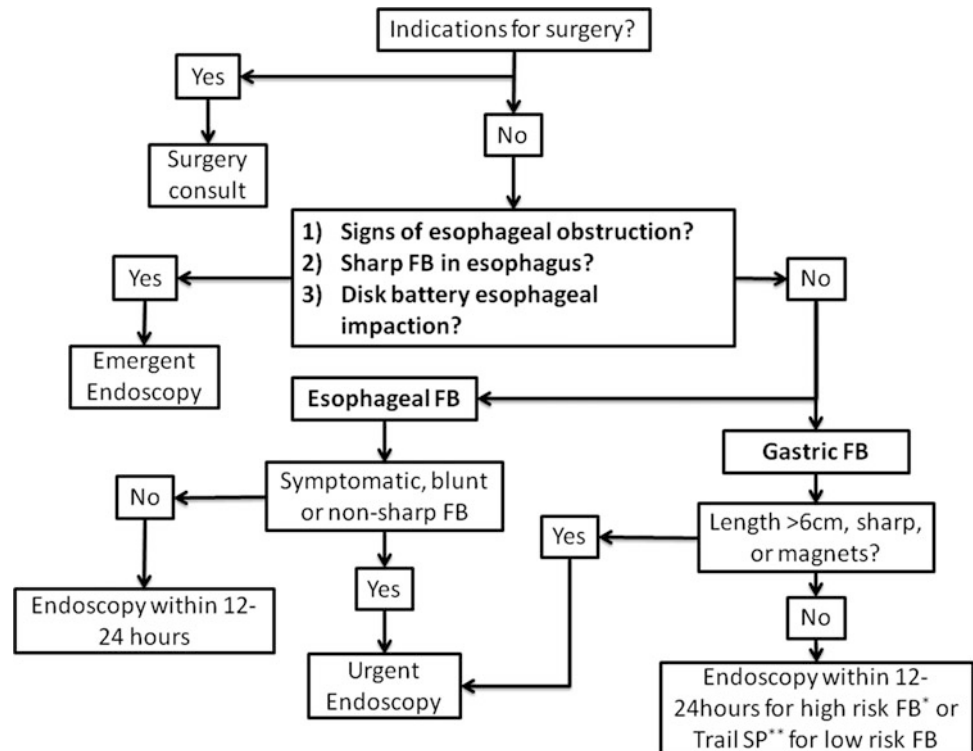 Indications for surgery?
Yes
No
Surgery
consult
1) Signs of esophageal obstruction?
2) Sharp FB in esophagus?
3) Disk battery esophageal
impaction?
Yes
No
Emergent
Endoscopy
Esophageal FB
Gastric FB
Symptomatic, blunt
or non-sharp FB
No
Length >6cm, sharp,
or magnets?
Yes
Endoscopy within 12-
24 hours
Yes
No
Urgent
Endoscopy
Endoscopy within 12-
24hours for high risk FB* or
Trail SP** for low risk FB